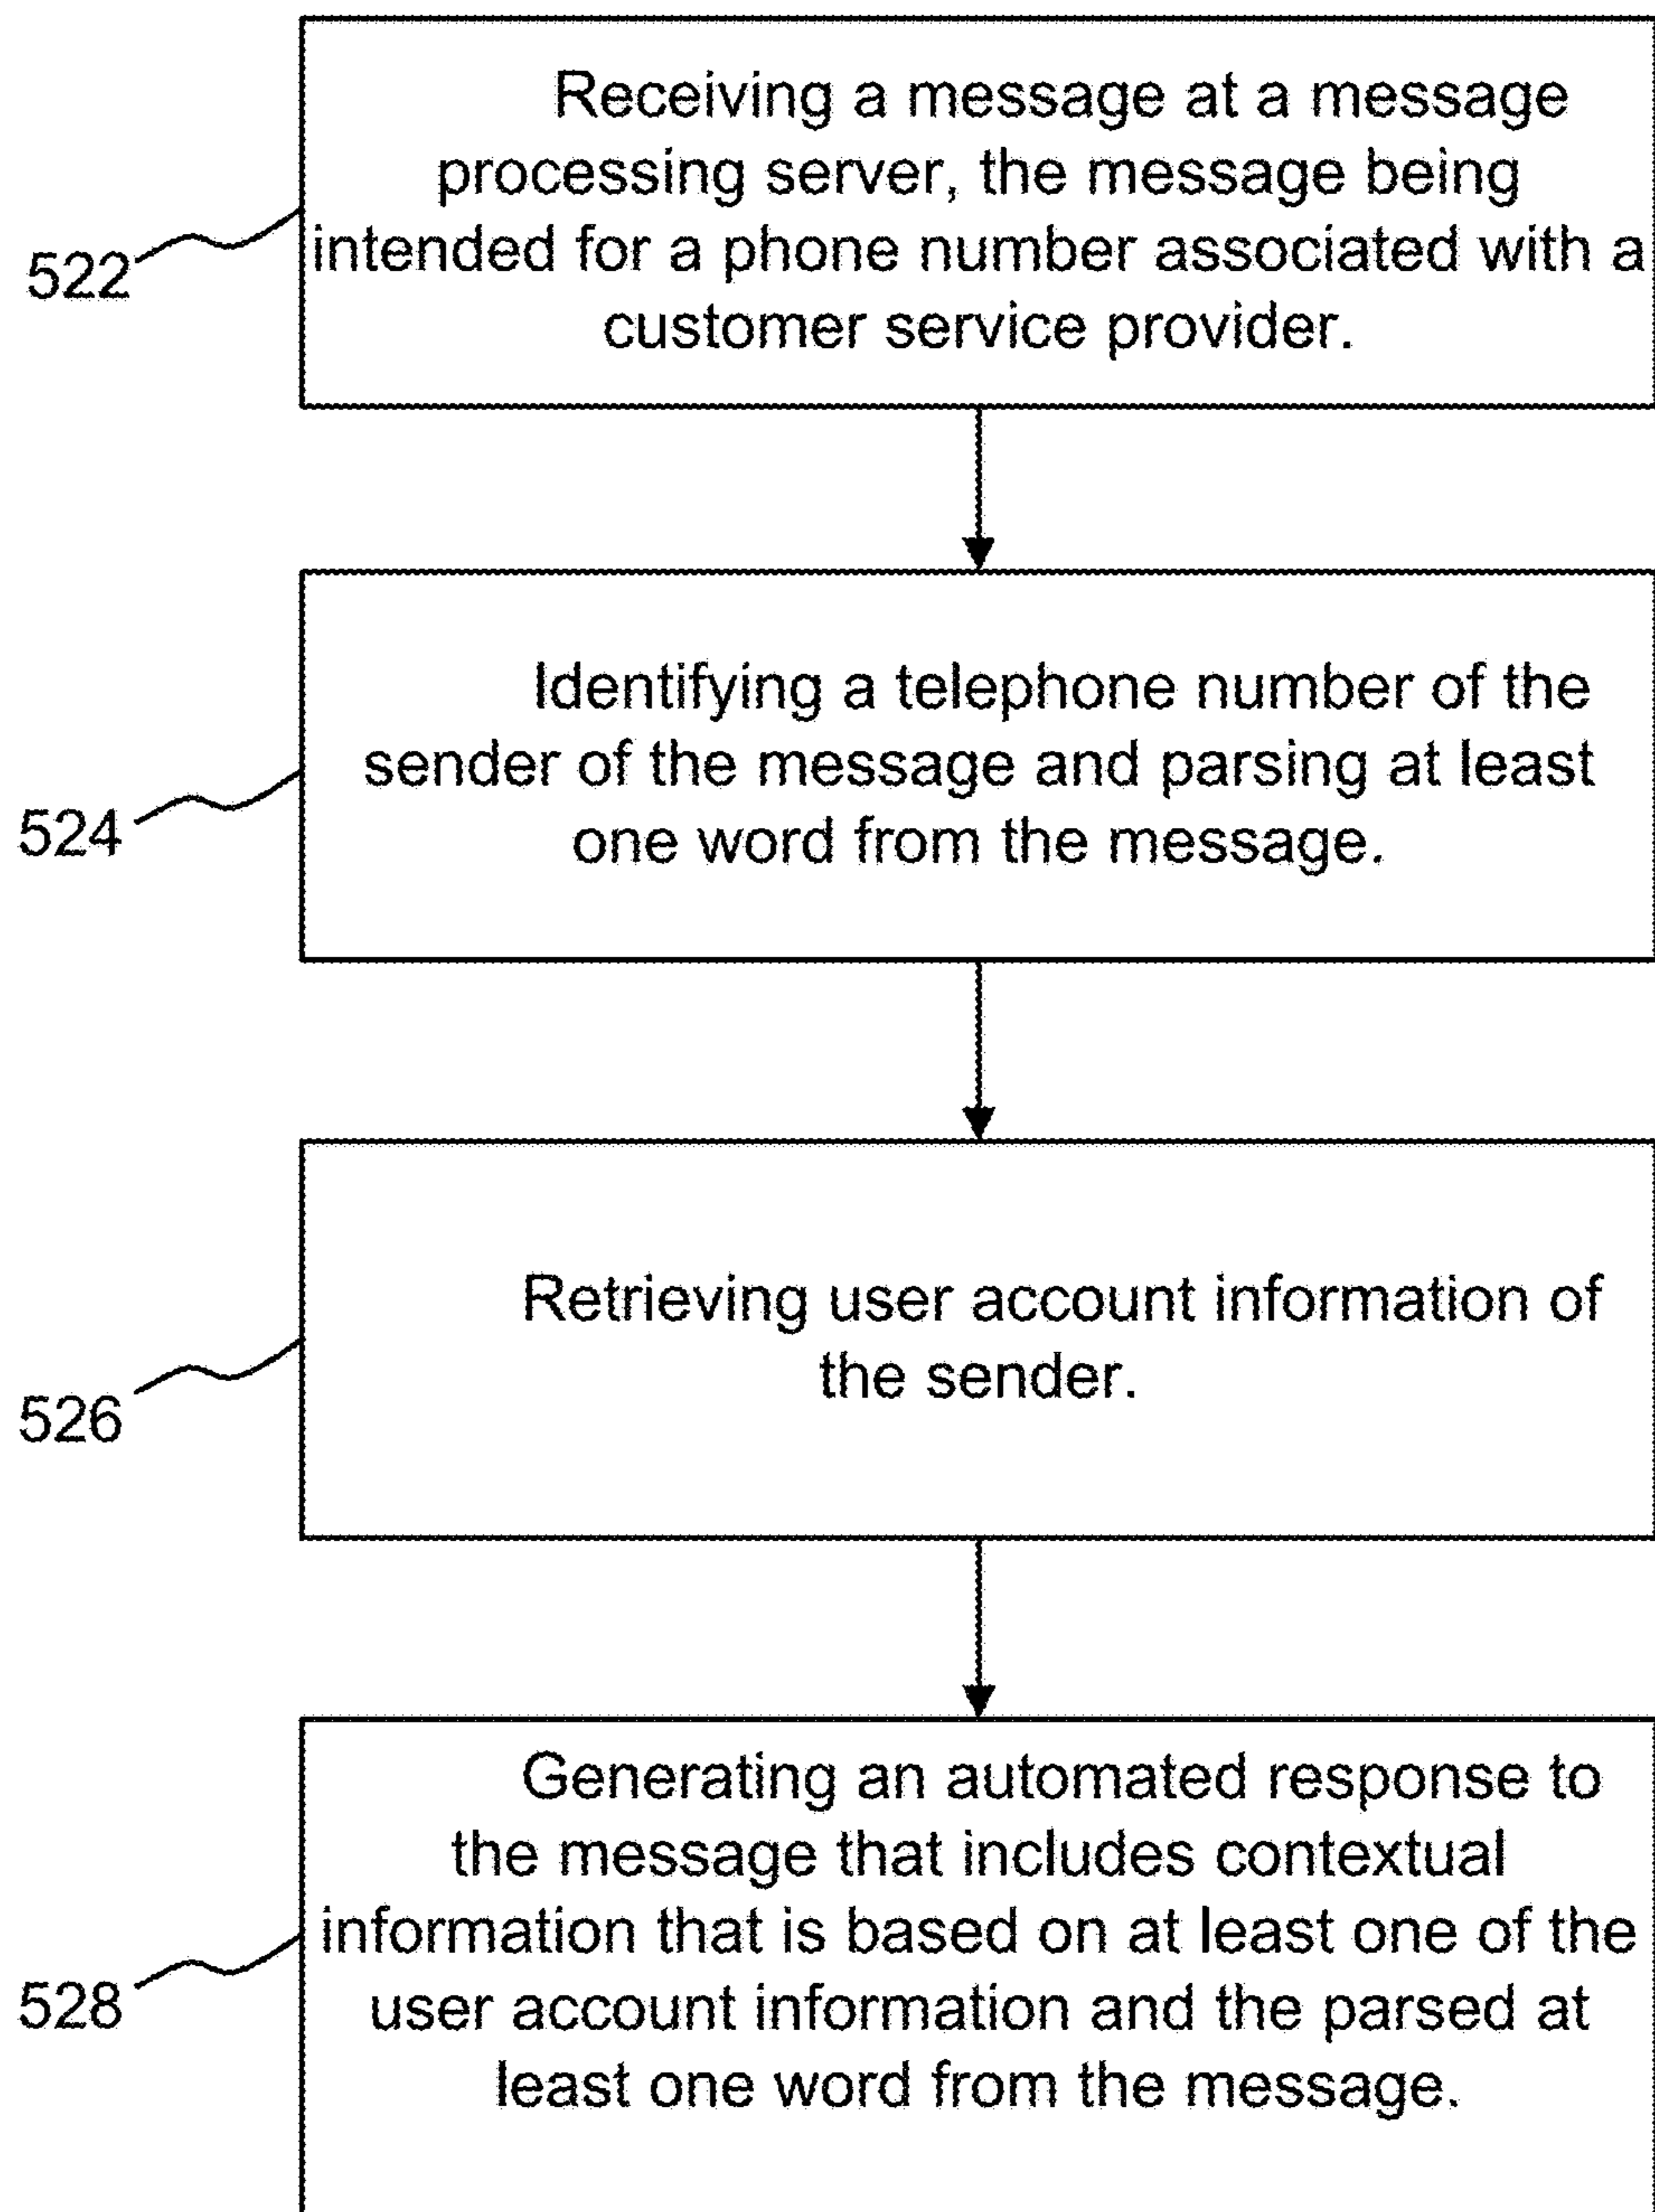 Receiving a message at a message
processing server, the message being
intended for a phone number associated with a
customer service provider.
522
Identifying a telephone number of the
sender of the message and parsing at least
one word from the message.
524
Retrieving user account information of
the sender.
526
Generating an automated response to
the message that includes contextual
information that is based on at least one of the
user account information and the parsed at
least one word from the message.
528